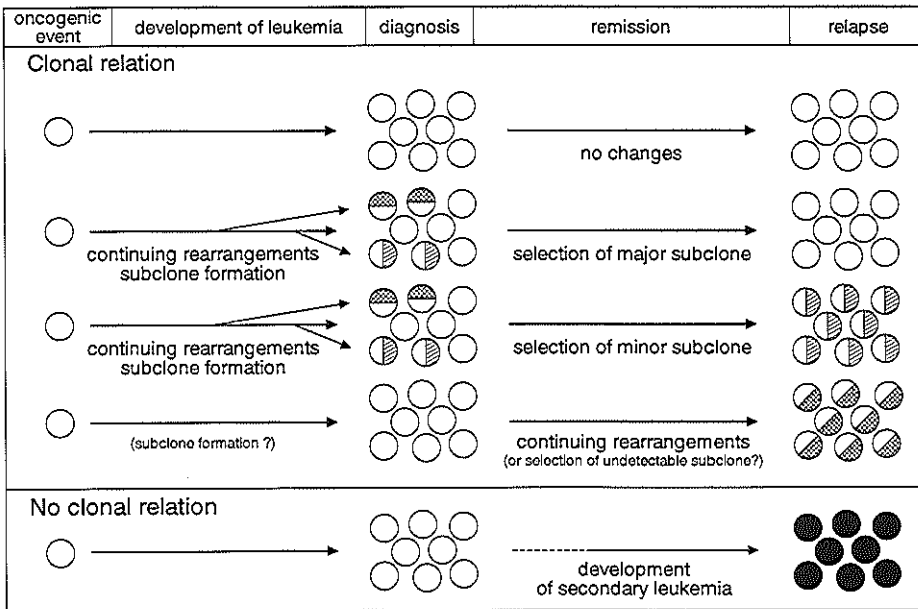 oncogenic event
development of leukemia
diagnosis
remission
relapse
Clonal relation
no changes
continuing rearrangements
subclone formation
selection of major subclone
continuing rearrangements
subclone formation
selection of minor subclone
(subclone formation ?)
continuing rearrangements
(or selection of undetectable subclone?)
No clonal relation
development
of secondary leukemia